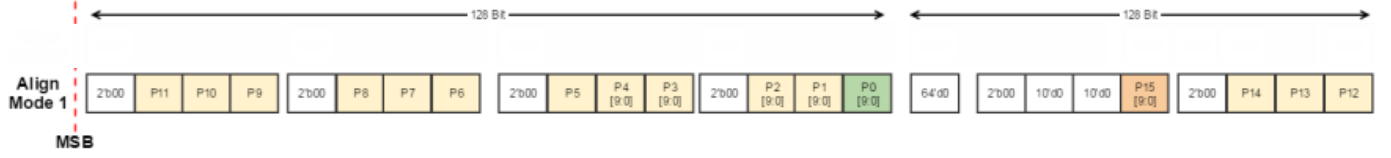 128 Bit 128 Bit
Align
Mode 1
2'b00 P11 P10 P9 2'b00 P8 P7 P6 2'b00 P5 P4 [9:0] P3 [9:0] 2'b00 P2 [9:0] P1 [9:0] P0 [9:0] 64'd0 2'b00 10'd0 10'd0 P15 [9:0] 2'b00 P14 P13 P12
MSB